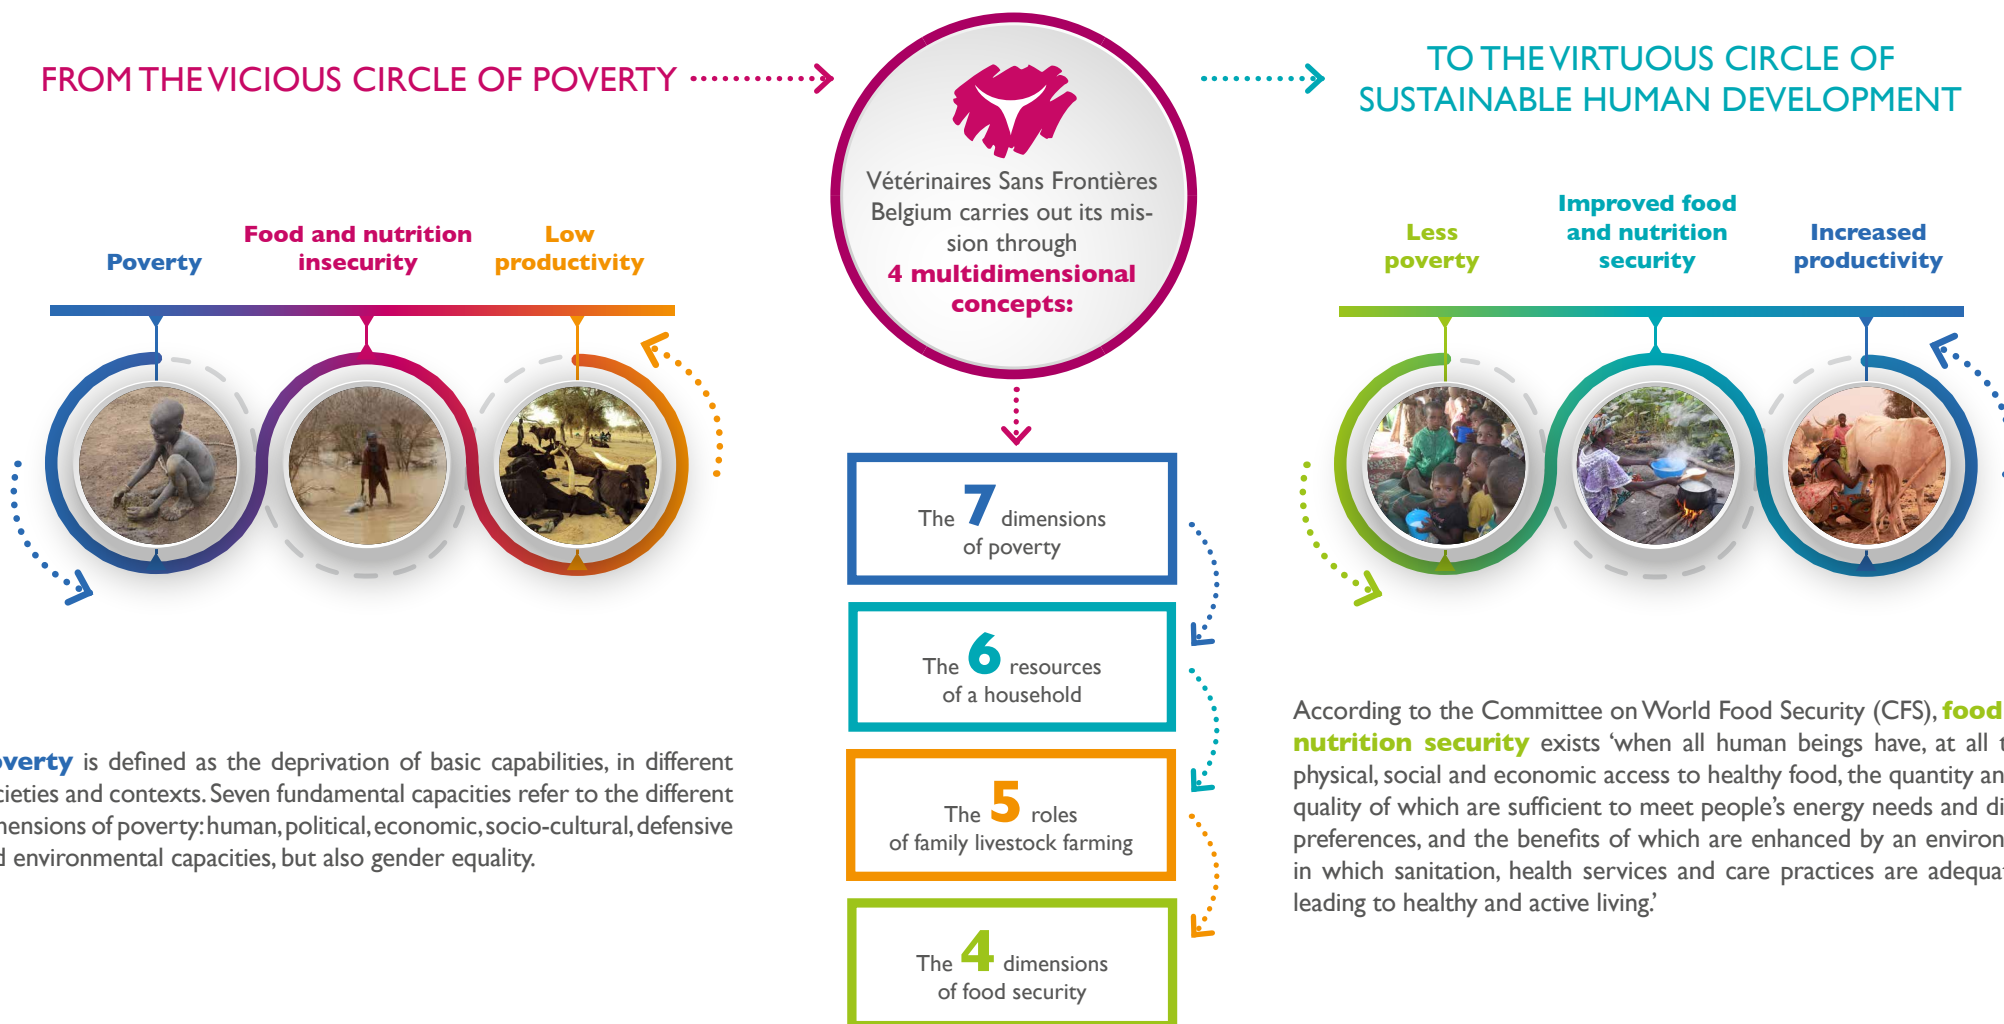 FROM THE VICIOUS CIRCLE OF POVERTY
Poverty
Food and nutrition
insecurity
Low
productivity
overty is defined as the deprivation of basic capabilities, in different
cieties and contexts. Seven fundamental capacities refer to the different
mensions of poverty: human, political, economic, socio-cultural, defensive
d environmental capacities, but also gender equality.
Vétérinaires Sans Frontières
Belgium carries out its mis-
sion through
4 multidimensional
concepts:
The 7 dimensions
of poverty
The 6 resources
of a household
The 5 roles
of family livestock farming
The 4 dimensions
of food security
TO THE VIRTUOUS CIRCLE OF
SUSTAINABLE HUMAN DEVELOPMENT
Less
poverty
Improved food
and nutrition
security
Increased
productivity
According to the Committee on World Food Security (CFS), food
nutrition security exists ‘when all human beings have, at all t
physical, social and economic access to healthy food, the quantity an
quality of which are sufficient to meet people’s energy needs and di
preferences, and the benefits of which are enhanced by an environ
in which sanitation, health services and care practices are adequa
leading to healthy and active living.’